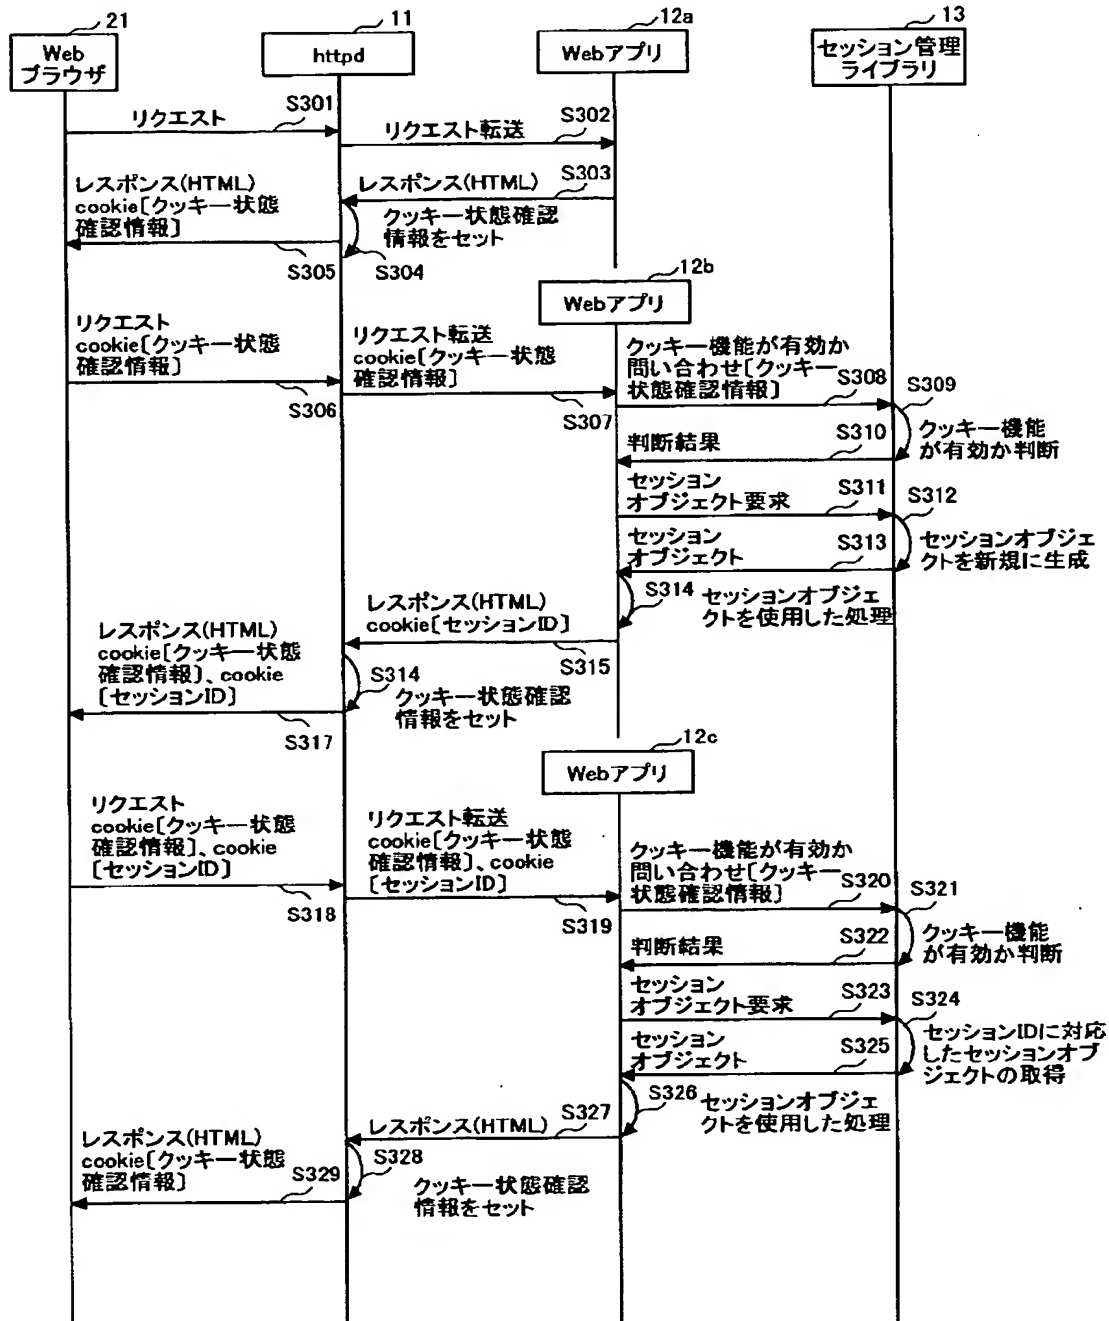 21
Web
ブラウザ
11
httpd
12a
Webアプリ
13
セッション管理
ライブラリ
リクエスト
S301
リクエスト転送
S302
レスポンス(HTML)
S303
クッキー状態確認
情報をセット
S304
レスポンス(HTML)
cookie[クッキー状態
確認情報]
S305
12b
Webアプリ
リクエスト
cookie[クッキー状態
確認情報]
S306
リクエスト転送
cookie[クッキー状態
確認情報]
S307
クッキー機能が有効か
問い合わせ[クッキー
状態確認情報]
S308
S309
クッキー機能
が有効か判断
判断結果
S310
セッション
オブジェクト要求
S311
S312
セッションオブジェ
クトを新規に生成
セッション
オブジェクト
S313
S314
セッションオブジェ
クトを使用した処理
レスポンス(HTML)
cookie[セッションID]
S315
S314
クッキー状態確認
情報をセット
レスポンス(HTML)
cookie[クッキー状態
確認情報]、cookie
[セッションID]
S317
12c
Webアプリ
リクエスト
cookie[クッキー状態
確認情報]、cookie
[セッションID]
S318
リクエスト転送
cookie[クッキー状態
確認情報]、cookie
[セッションID]
S319
クッキー機能が有効か
問い合わせ[クッキー
状態確認情報]
S320
S321
クッキー機能
が有効か判断
判断結果
S322
セッション
オブジェクト要求
S323
S324
セッションIDに対応
したセッションオブ
ジェクトの取得
セッション
オブジェクト
S325
S326
セッションオブジェ
クトを使用した処理
レスポンス(HTML)
S327
S328
クッキー状態確認
情報をセット
レスポンス(HTML)
cookie[クッキー状態
確認情報]
S329